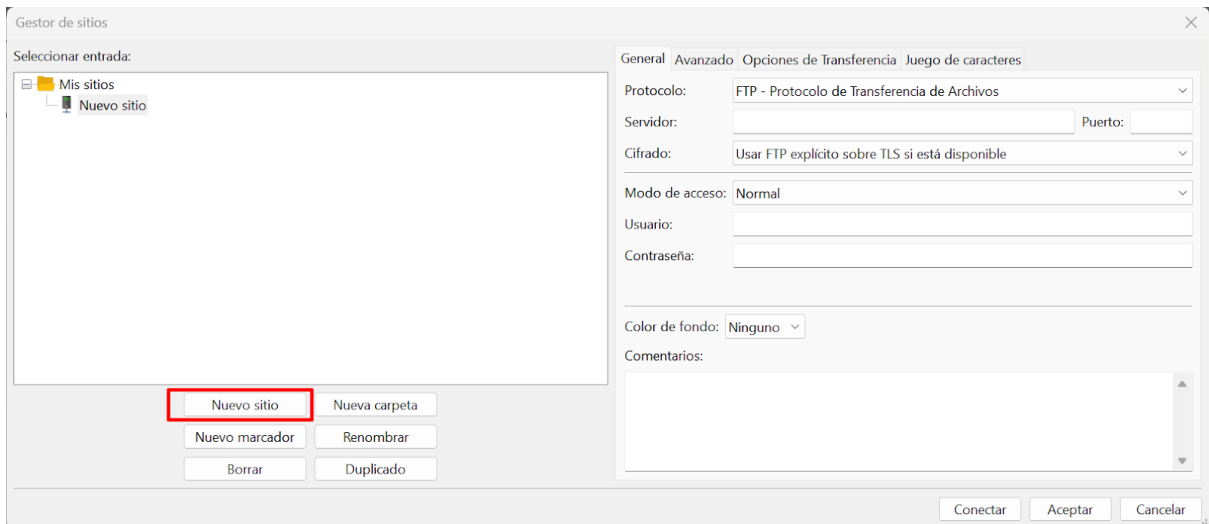 Gestor de sitios
Seleccionar entrada:
Mis sitios
Nuevo sitio
Nuevo sitio Nueva carpeta
Nuevo marcador Renombrar
Borrar Duplicado
General Avanzado Opciones de Transferencia Juego de caracteres
Protocolo: FTP - Protocolo de Transferencia de Archivos
Servidor: Puerto:
Cifrado: Usar FTP explícito sobre TLS si está disponible
Modo de acceso: Normal
Usuario:
Contraseña:
Color de fondo: Ninguno
Comentarios:
Conectar Aceptar Cancelar